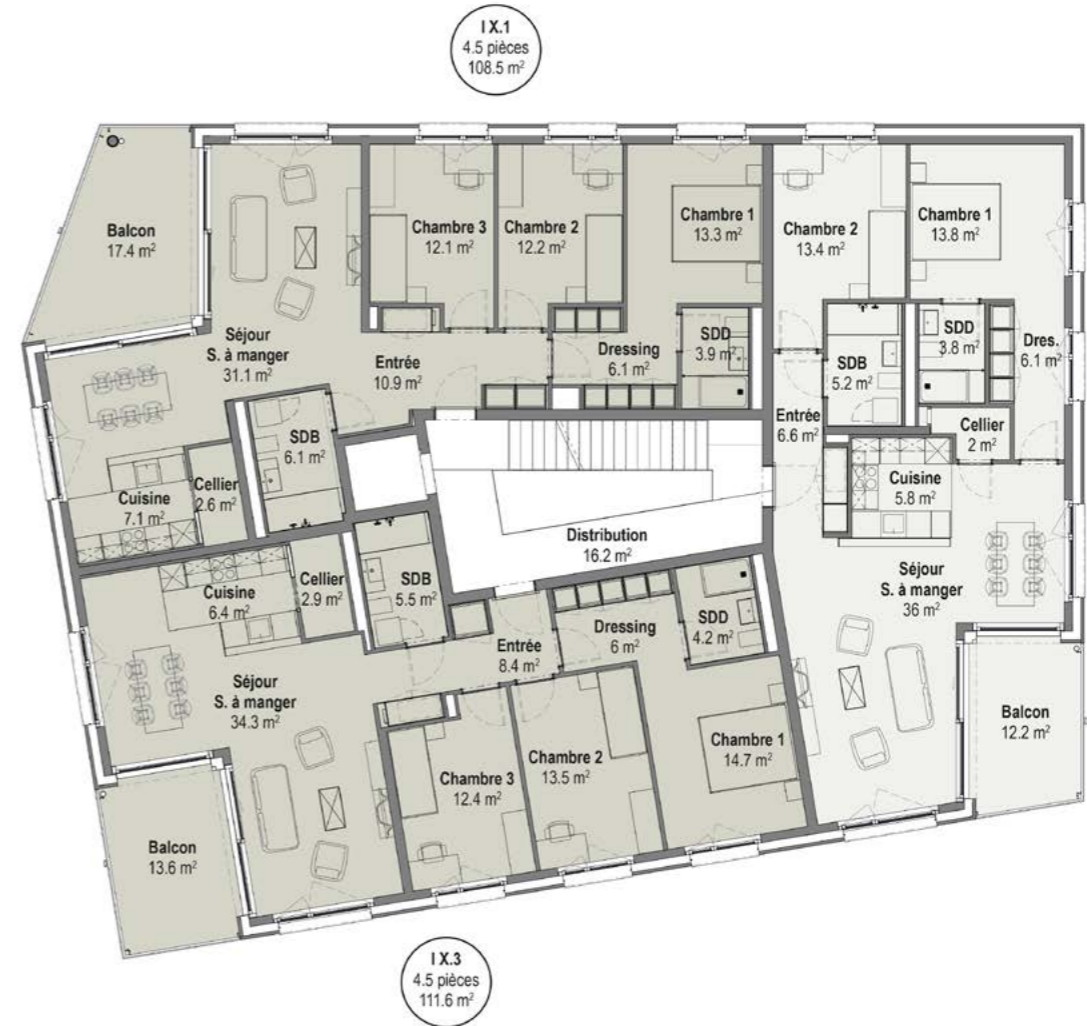 I X.1
4.5 pièces
108.5 m²
Balcon
17.4 m²
Séjour
S. à manger
31.1 m²
Chambre 3
12.1 m²
Chambre 2
12.2 m²
Chambre 1
13.3 m²
Chambre 2
13.4 m²
Chambre 1
13.8 m²
Entrée
10.9 m²
Dressing
6.1 m²
SDD
3.9 m²
SDB
5.2 m²
SDD
3.8 m²
Dres.
6.1 m²
Entrée
6.6 m²
Cellier
2 m²
SDB
6.1 m²
Cellier
2.6 m²
Cuisine
7.1 m²
Cuisine
5.8 m²
Distribution
16.2 m²
Séjour
S. à manger
36 m²
Cuisine
6.4 m²
Cellier
2.9 m²
SDB
5.5 m²
Entrée
8.4 m²
Dressing
6 m²
SDD
4.2 m²
Séjour
S. à manger
34.3 m²
Chambre 3
12.4 m²
Chambre 2
13.5 m²
Chambre 1
14.7 m²
Balcon
12.2 m²
Balcon
13.6 m²
I X.3
4.5 pièces
111.6 m²